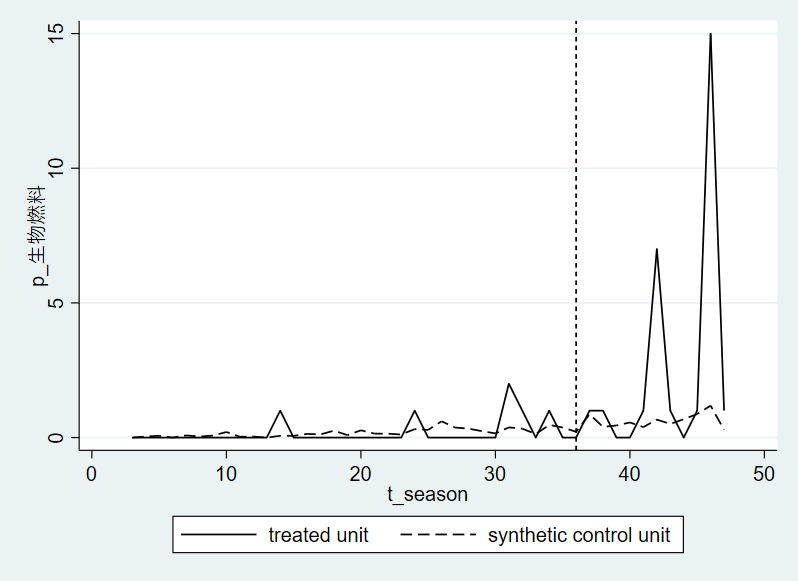 p_生物燃料
15
10
5
0
0 10 20 30 40 50
t_season
treated unit synthetic control unit